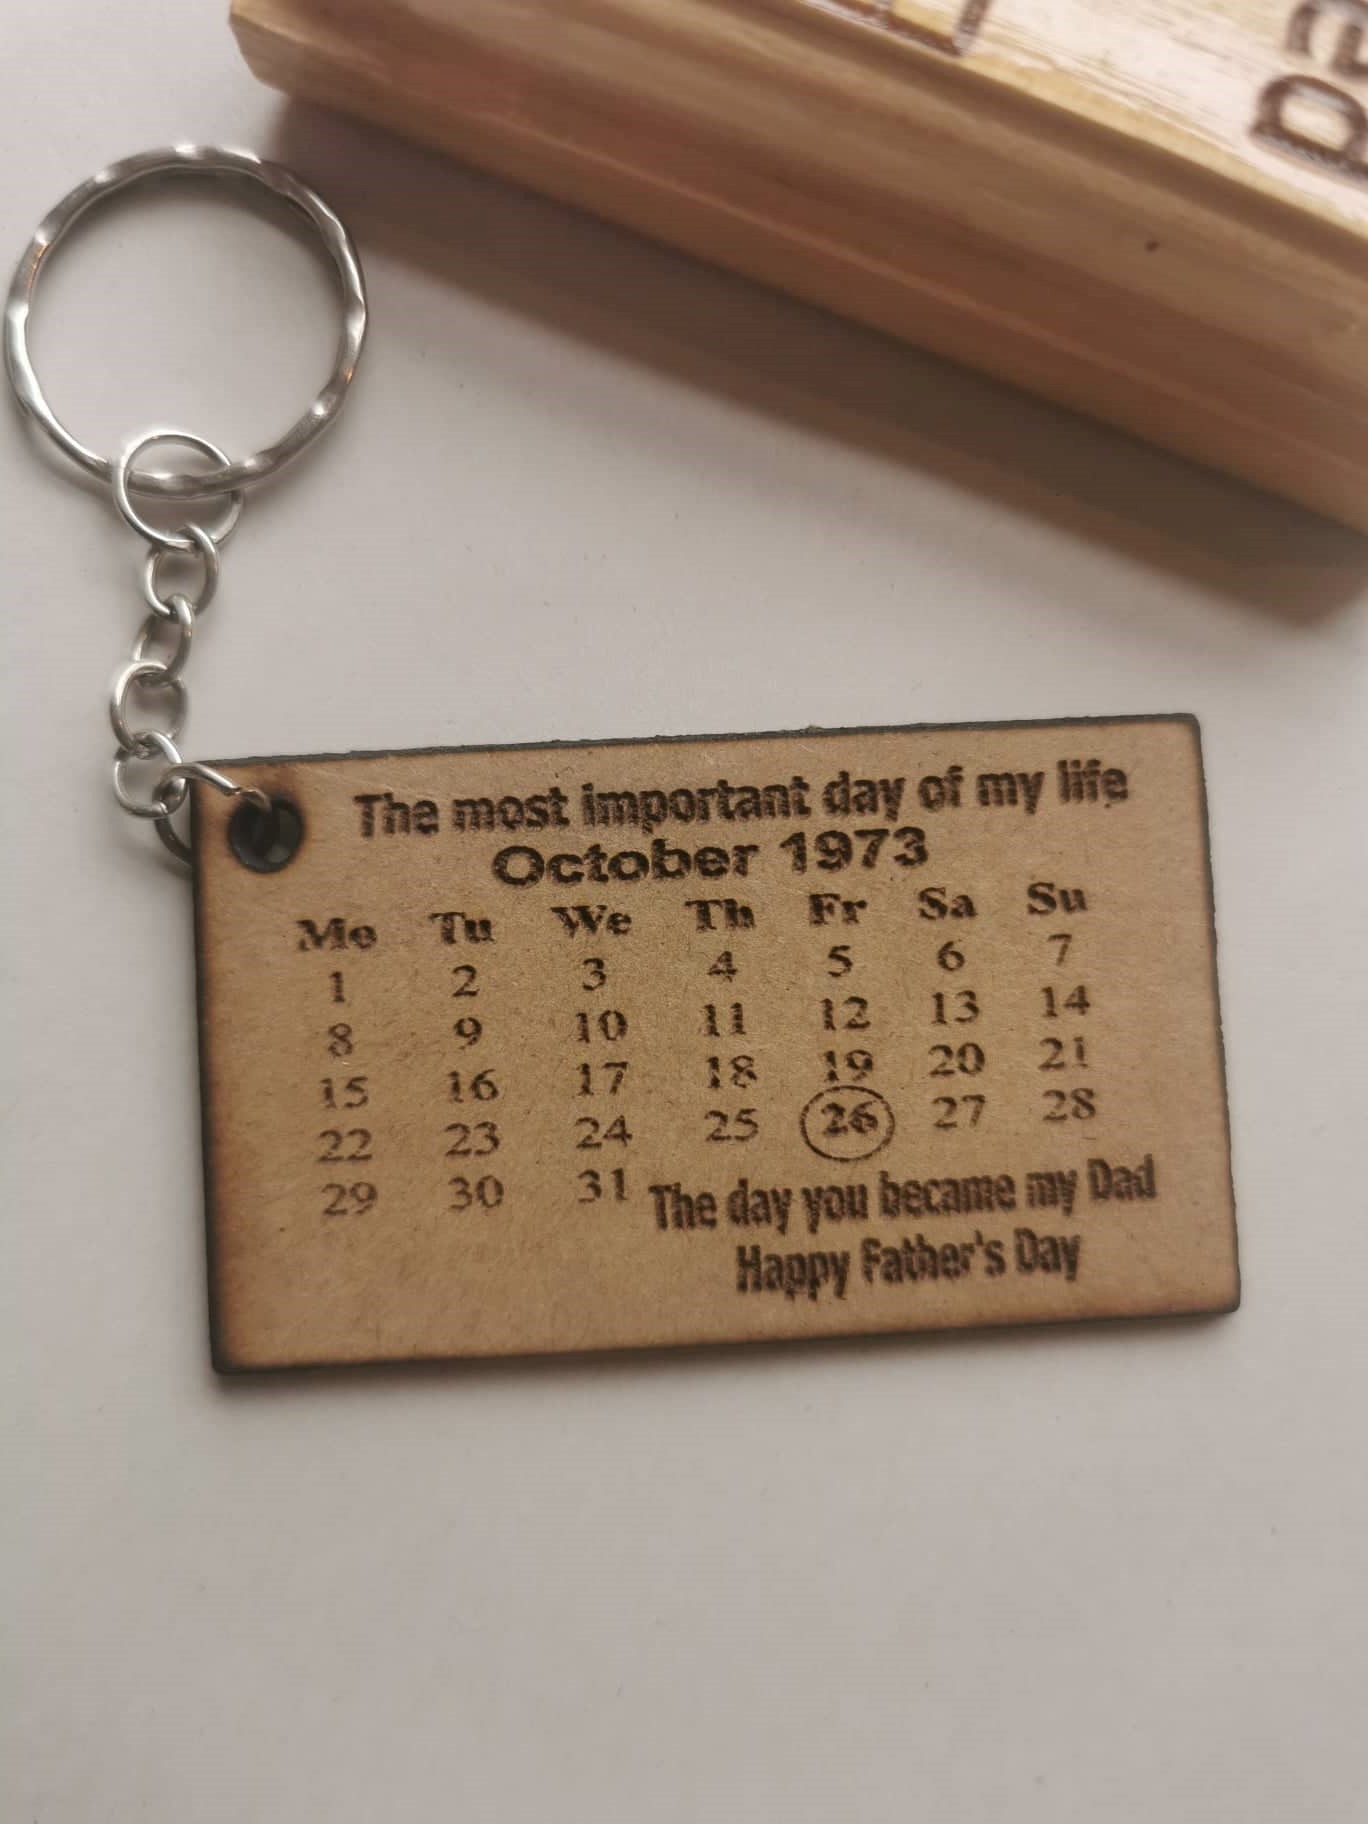 The most important day of my life
October 1973
Mo Tu We Th Fr Sa Su
1 2 3 4 5 6 7
8 9 10 11 12 13 14
15 16 17 18 19 20 21
22 23 24 25 26 27 28
29 30 31
The day you became my Dad
Happy Father's Day